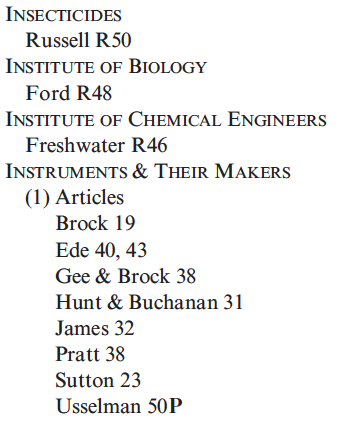 INSECTICIDES
Russell R50
INSTITUTE OF BIOLOGY
Ford R48
INSTITUTE OF CHEMICAL ENGINEERS
Freshwater R46
INSTRUMENTS & THEIR MAKERS
(1) Articles
Brock 19
Ede 40, 43
Gee & Brock 38
Hunt & Buchanan 31
James 32
Pratt 38
Sutton 23
Usselman 50P